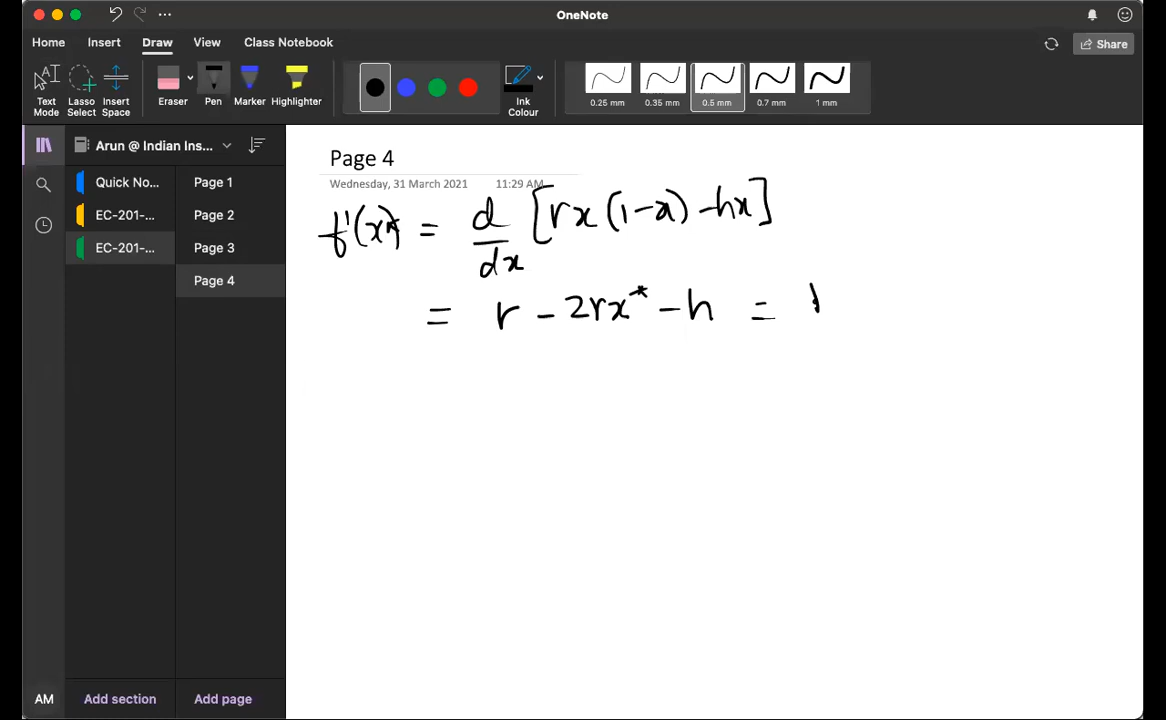 OneNote
Home Insert Draw View Class Notebook
Share
Text Mode
Lasso Select
Insert Space
Eraser
Pen
Marker
Highlighter
Ink Colour
0.25 mm
0.35 mm
0.5 mm
0.7 mm
1 mm
Arun @ Indian Ins...
Quick No...
EC-201-...
EC-201-...
Page 1
Page 2
Page 3
Page 4
Page 4
Wednesday, 31 March 2021 11:29 AM
f'(x)* = d/dx [rx(1-x) - hx]
= r - 2rx* - h =
AM
Add section
Add page